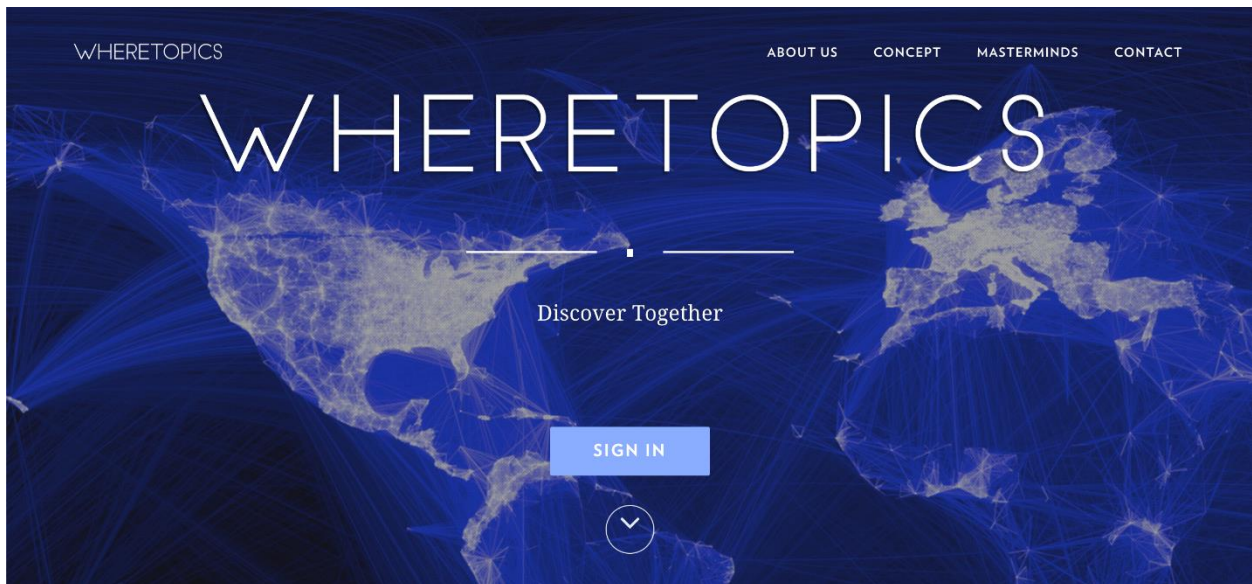 WHERETOPICS
ABOUT US CONCEPT MASTERMINDS CONTACT
WHERETOPICS
Discover Together
SIGN IN